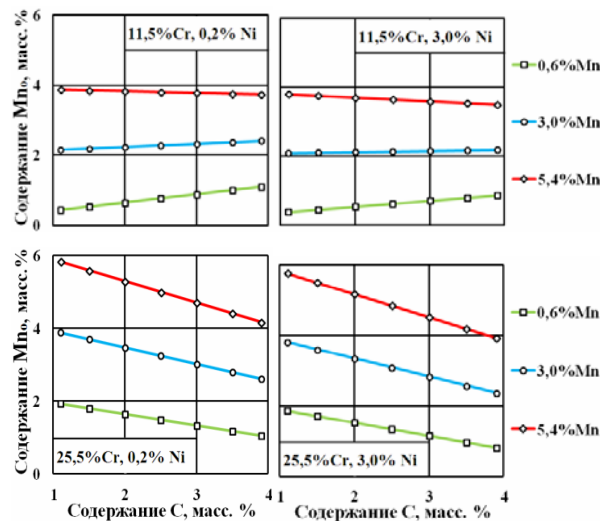 Содержание Mnо, масс.%
6
4
2
0
11,5%Cr, 0,2% Ni
11,5%Cr, 3,0% Ni
0,6%Mn
3,0%Mn
5,4%Mn
Содержание Mnо, масс.%
6
4
2
0
25,5%Cr, 0,2% Ni
25,5%Cr, 3,0% Ni
0,6%Mn
3,0%Mn
5,4%Mn
1 2 3 4
1 2 3 4
Содержание C, масс. %
Содержание C, масс. %